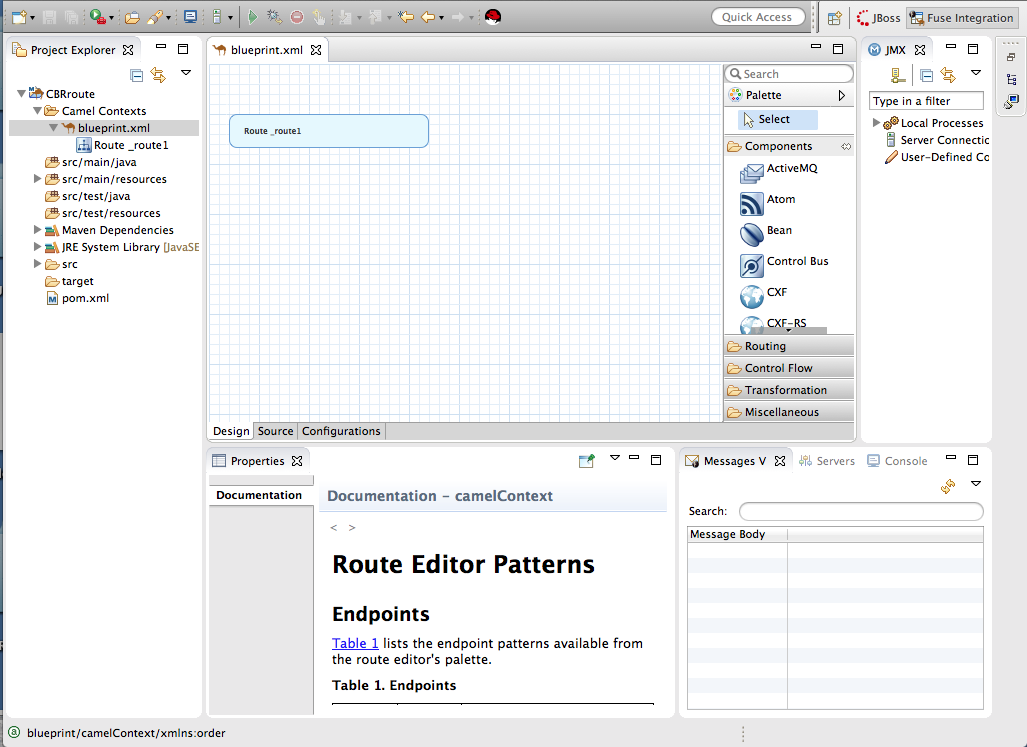 Quick Access
JBoss
Fuse Integration
Project Explorer
CBRroute
Camel Contexts
blueprint.xml
Route _route1
src/main/java
src/main/resources
src/test/java
src/test/resources
Maven Dependencies
JRE System Library [JavaSE
src
target
pom.xml
blueprint.xml
Route _route1
Design
Source
Configurations
Search
Palette
Select
Components
ActiveMQ
Atom
Bean
Control Bus
CXF
CXF-RS
Routing
Control Flow
Transformation
Miscellaneous
JMX
Type in a filter
Local Processes
Server Connectic
User-Defined Co
Properties
Documentation
Documentation - camelContext
< >
Route Editor Patterns
Endpoints
Table 1 lists the endpoint patterns available from
the route editor's palette.
Table 1. Endpoints
Messages V
Servers
Console
Search:
Message Body
blueprint/camelContext/xmlns:order